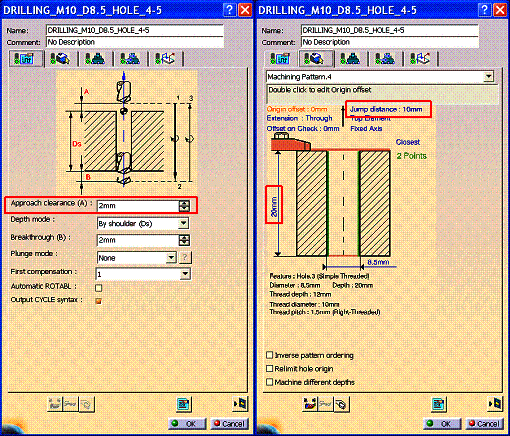 DRILLING_M10_D8.5_HOLE_4-5
Name: DRILLING_M10_D8.5_HOLE_4-5
Comment: No Description
A
Ds
B
1
3
2
2
1
Approach clearance (A) : 2mm
Depth mode : By shoulder (Ds)
Breakthrough (B) : 2mm
Plunge mode : None ?
First compensation : 1
Automatic ROTABL :
Output CYCLE syntax :
OK Cancel
DRILLING_M10_D8.5_HOLE_4-5
Name: DRILLING_M10_D8.5_HOLE_4-5
Comment: No Description
Machining Pattern.4
Double click to edit Origin offset
Origin offset : 0mm Jump distance : 10mm
Extension : Through Top Element
Offset on Check : 0mm Fixed Axis
Closest
2 Points
20mm
8.5mm
Feature : Hole.3 (Simple Threaded)
Diameter : 8.5mm Depth : 20mm
Thread depth : 12mm
Thread diameter : 10mm
Thread pitch : 1.5mm (Right-Threaded)
Inverse pattern ordering
Relimit hole origin
Machine different depths
OK Cancel